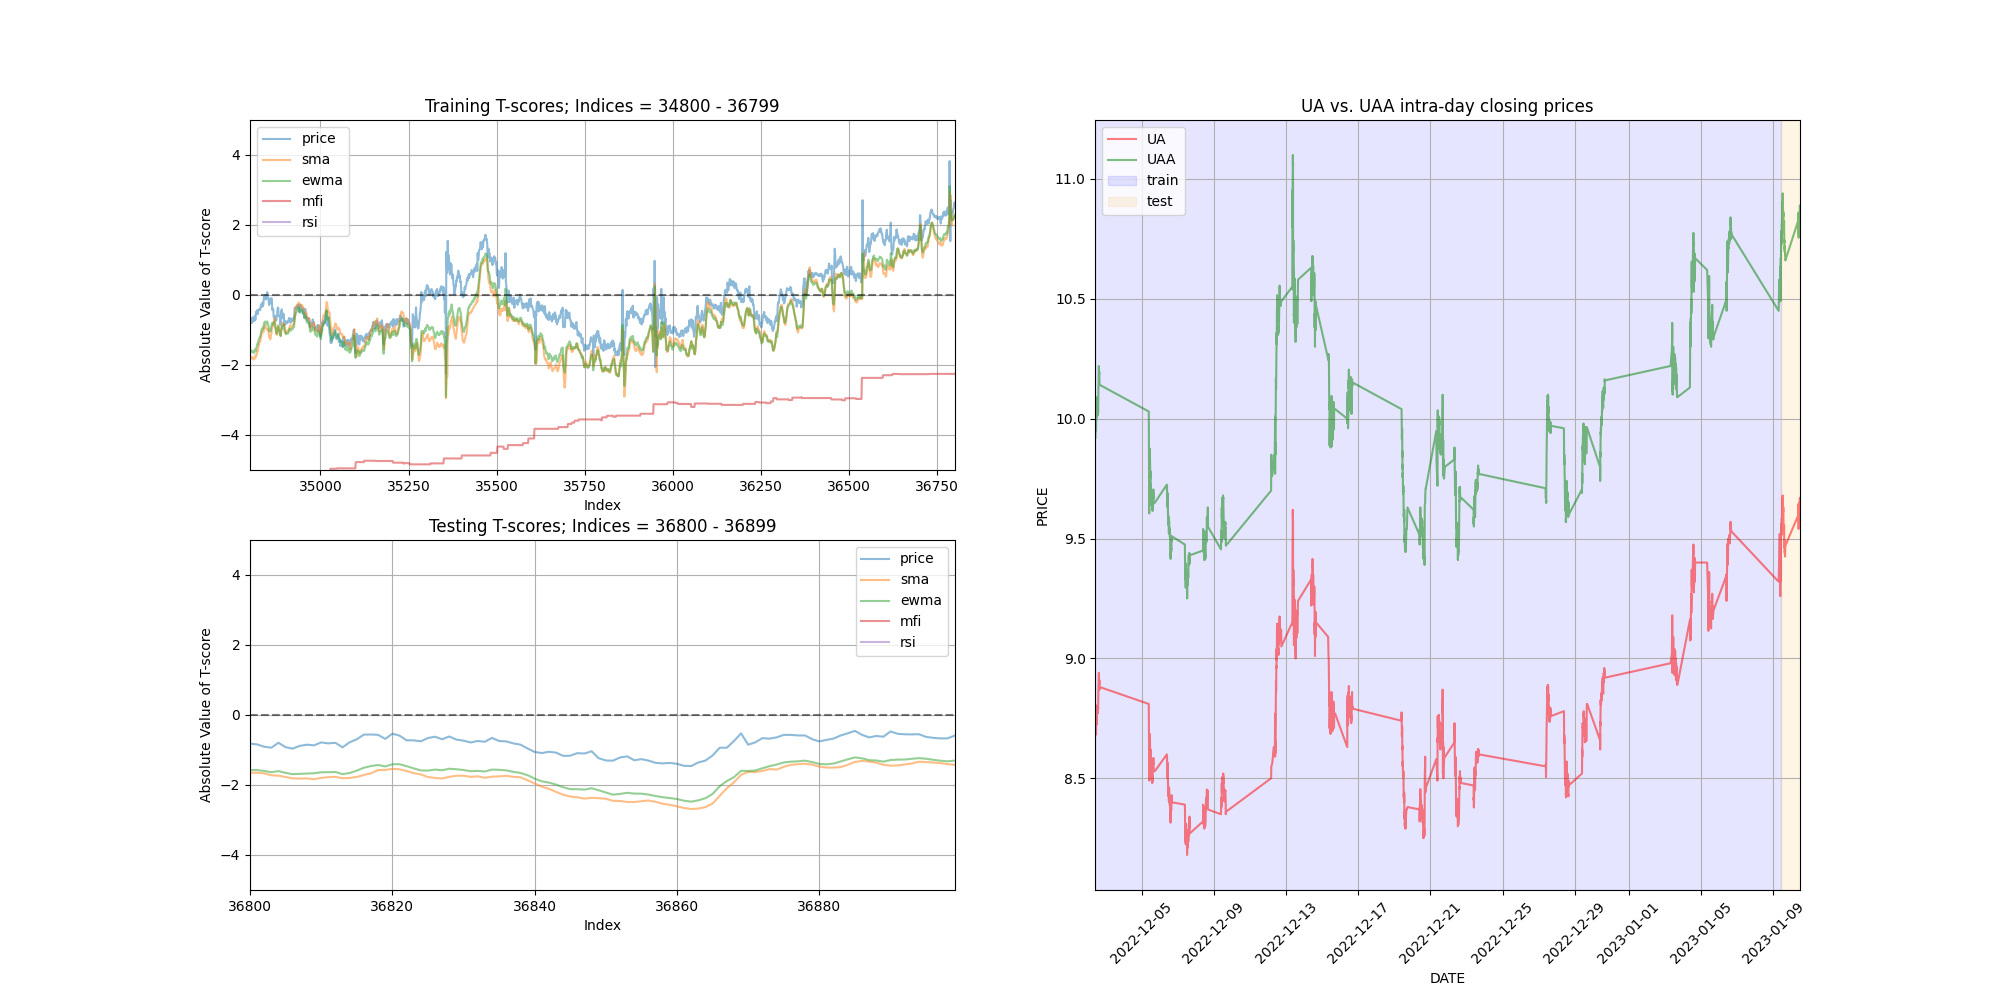 Training T-scores; Indices = 34800 - 36799
price
sma
ewma
mfi
rsi
4
2
0
−2
−4
Absolute Value of T-score
35000 35250 35500 35750 36000 36250 36500 36750
Index
Testing T-scores; Indices = 36800 - 36899
price
sma
ewma
mfi
rsi
4
2
0
−2
−4
Absolute Value of T-score
36800 36820 36840 36860 36880
Index
UA vs. UAA intra-day closing prices
UA
UAA
train
test
11.0
10.5
10.0
9.5
9.0
8.5
PRICE
2022-12-05 2022-12-09 2022-12-13 2022-12-17 2022-12-21 2022-12-25 2022-12-29 2023-01-01 2023-01-05 2023-01-09
DATE